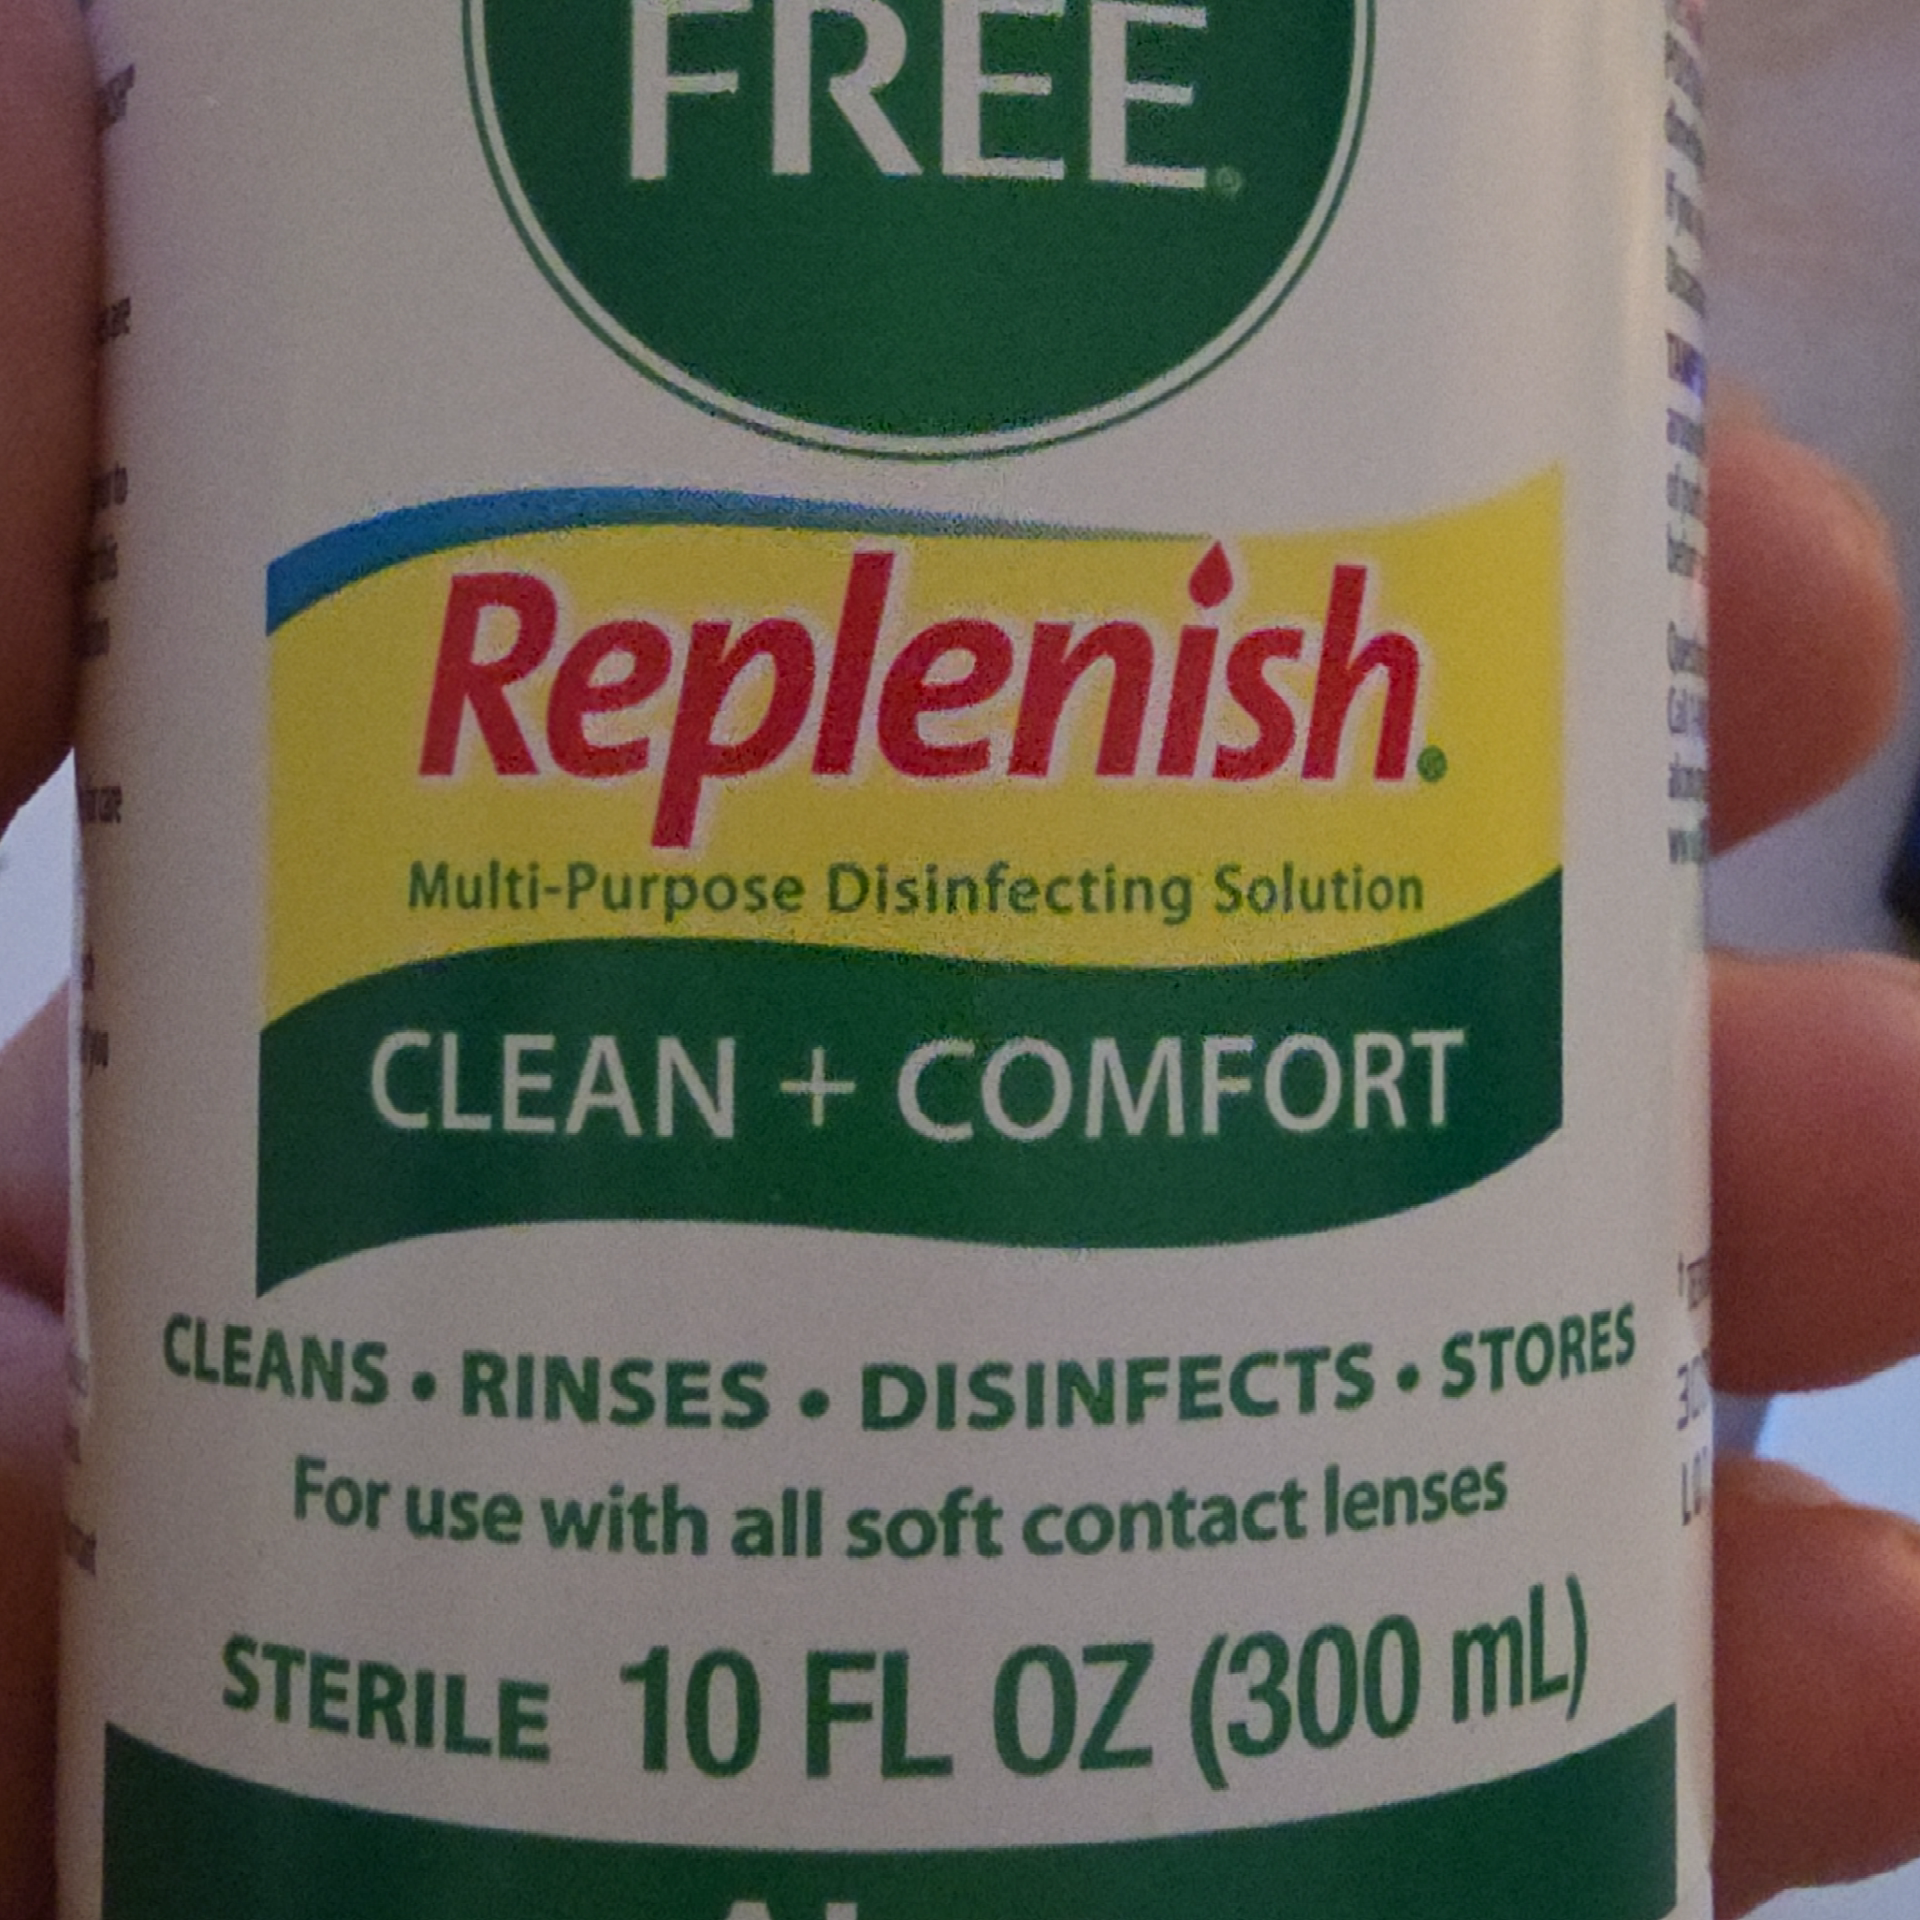 FREE®
Replenish®
Multi-Purpose Disinfecting Solution
CLEAN + COMFORT
CLEANS • RINSES • DISINFECTS • STORES
For use with all soft contact lenses
STERILE 10 FL OZ (300 mL)